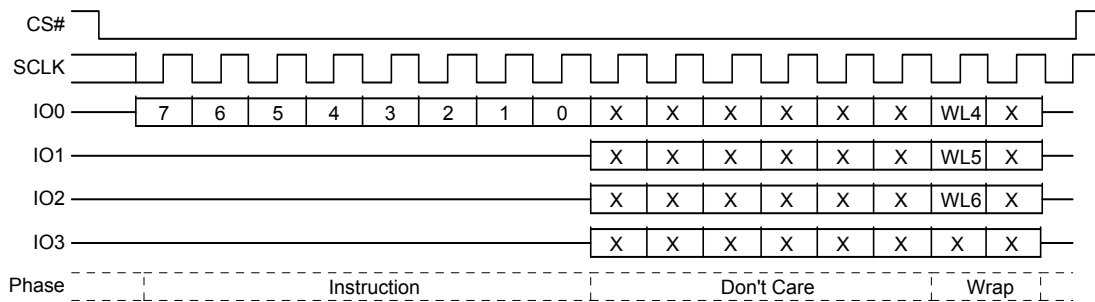 CS#
SCLK
IO0 7 6 5 4 3 2 1 0 X X X X X X WL4 X
IO1 X X X X X X WL5 X
IO2 X X X X X X WL6 X
IO3 X X X X X X X X
Phase Instruction Don't Care Wrap